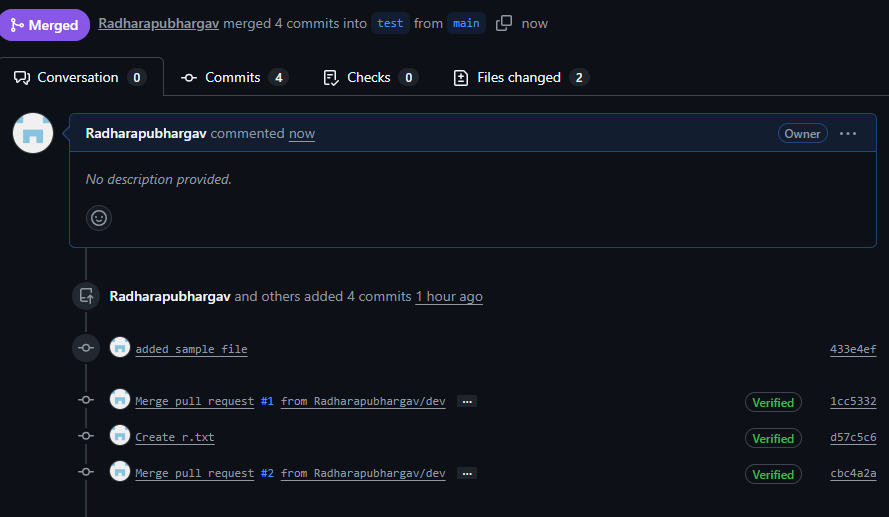 Merged Radharapubhargav merged 4 commits into test from main now
Conversation 0 Commits 4 Checks 0 Files changed 2
Radharapubhargav commented now Owner ...
No description provided.
Radharapubhargav and others added 4 commits 1 hour ago
added sample file 433e4ef
Merge pull request #1 from Radharapubhargav/dev ... Verified 1cc5332
Create r.txt Verified d57c5c6
Merge pull request #2 from Radharapubhargav/dev ... Verified cbc4a2a